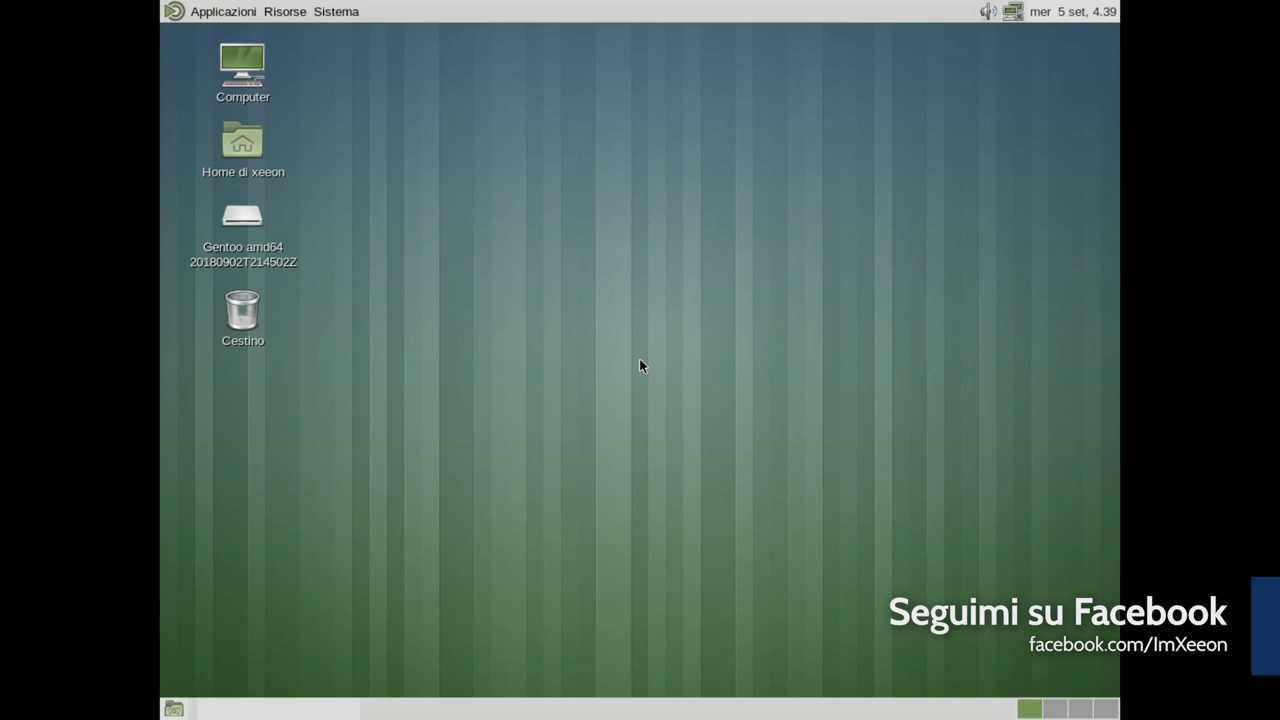 Applicazioni Risorse Sistema
mer 5 set, 4.39
Computer
Home di xeeon
Gentoo amd64
20180902T214502Z
Cestino
Seguimi su Facebook
facebook.com/ImXeeon